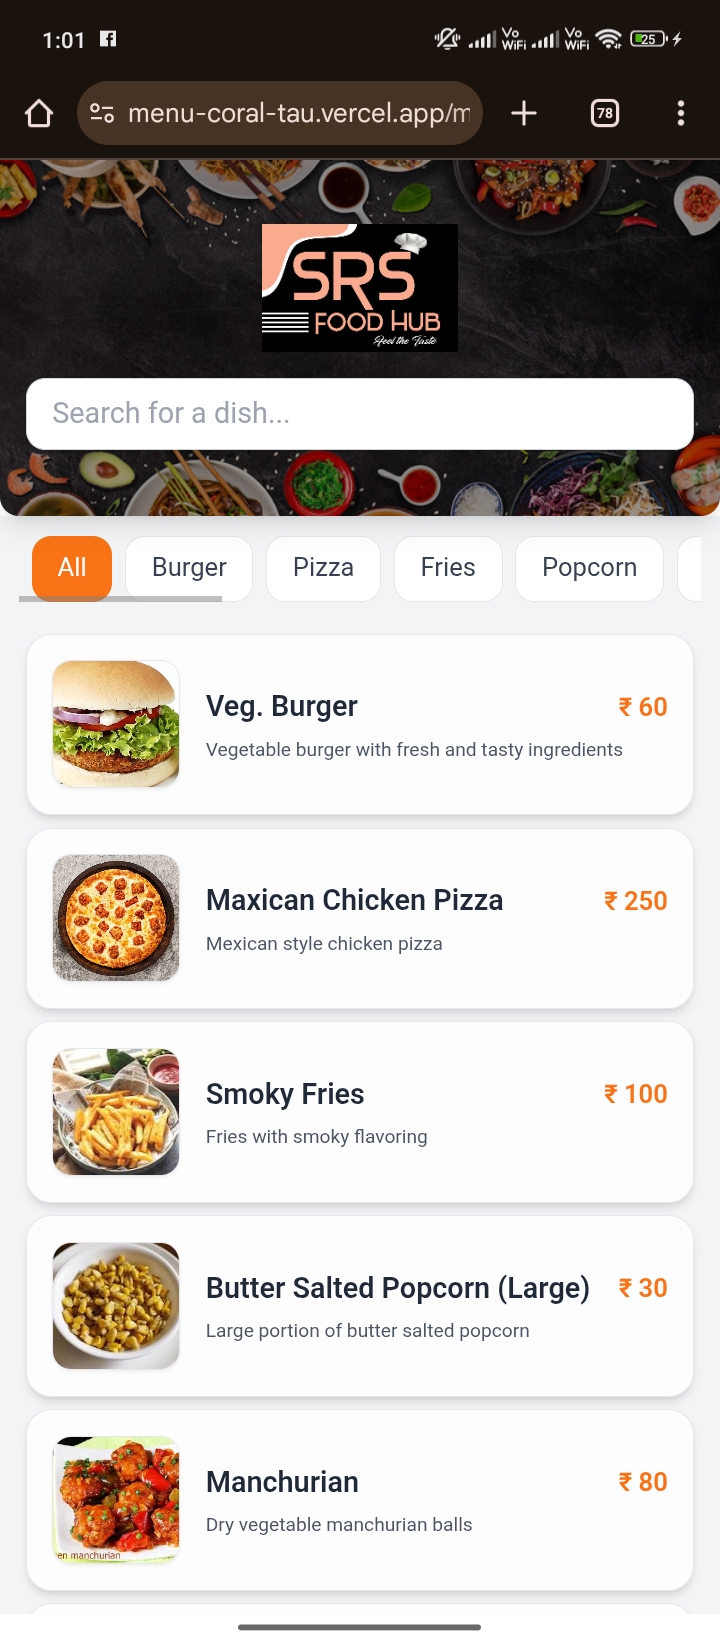 1:01
Vo
WiFi
Vo
WiFi
25
menu-coral-tau.vercel.app/m
78
SRS
FOOD HUB
Feel the Taste
Search for a dish...
All
Burger
Pizza
Fries
Popcorn
Veg. Burger
₹ 60
Vegetable burger with fresh and tasty ingredients
Maxican Chicken Pizza
₹ 250
Mexican style chicken pizza
Smoky Fries
₹ 100
Fries with smoky flavoring
Butter Salted Popcorn (Large)
₹ 30
Large portion of butter salted popcorn
Manchurian
₹ 80
Dry vegetable manchurian balls
en manchurian